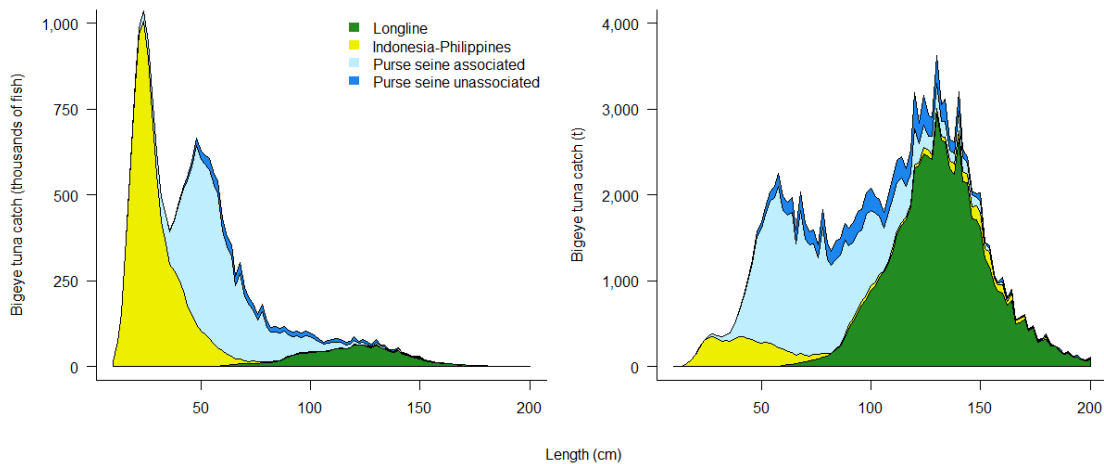 Bigeye tuna catch (thousands of fish)
1,000
750
500
250
0
50
100
150
200
Longline
Indonesia-Philippines
Purse seine associated
Purse seine unassociated
Bigeye tuna catch (t)
4,000
3,000
2,000
1,000
0
50
100
150
200
Length (cm)